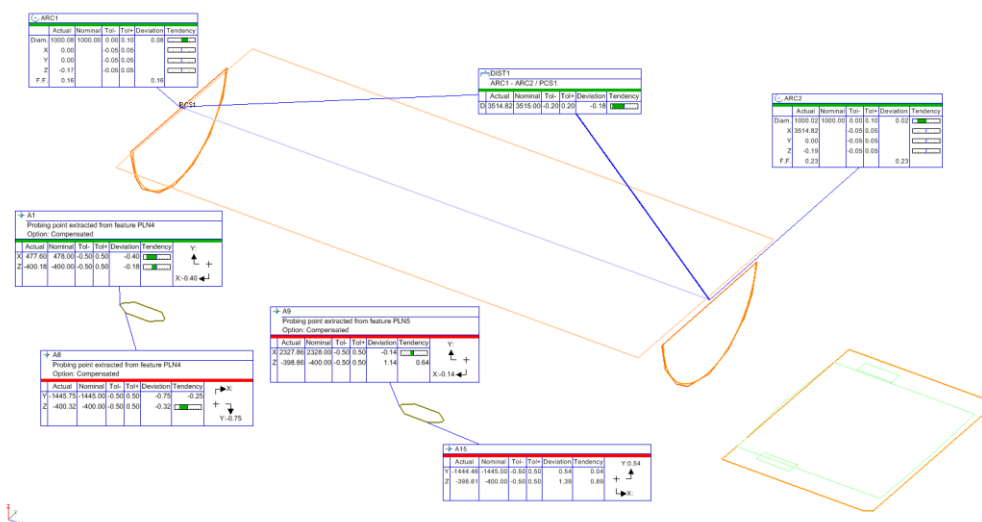 ARC1
Actual Nominal Tol- Tol+ Deviation Tendency
Diam. 1000.08 1000.00 0.00 0.10 0.08
X 0.00 -0.05 0.05
Y 0.00 -0.05 0.05
Z -0.17 -0.05 0.05
F.F. 0.16 0.16
PCS1
DIST1
ARC1 - ARC2 / PCS1
Actual Nominal Tol- Tol+ Deviation Tendency
D 3514.82 3515.00 -0.20 0.20 -0.18
ARC2
Actual Nominal Tol- Tol+ Deviation Tendency
Diam. 1000.02 1000.00 0.00 0.10 0.02
X 3514.82 -0.05 0.05
Y 0.00 -0.05 0.05
Z -0.19 -0.05 0.05
F.F. 0.23 0.23
A1
Probing point extracted from feature PLN4
Option: Compensated
Actual Nominal Tol- Tol+ Deviation Tendency Y:
X 477.60 478.00 -0.50 0.50 -0.40 +
Z -400.18 -400.00 -0.50 0.50 -0.18 X:-0.40
A9
Probing point extracted from feature PLN5
Option: Compensated
Actual Nominal Tol- Tol+ Deviation Tendency Y:
X 2327.86 2328.00 -0.50 0.50 -0.14 +
Z -398.86 -400.00 -0.50 0.50 1.14 0.64 X:-0.14
A8
Probing point extracted from feature PLN4
Option: Compensated
Actual Nominal Tol- Tol+ Deviation Tendency X:
Y -1445.75 -1445.00 -0.50 0.50 -0.75 -0.25 +
Z -400.32 -400.00 -0.50 0.50 -0.32 Y:-0.75
A15
Actual Nominal Tol- Tol+ Deviation Tendency Y:0.54
Y -1444.46 -1445.00 -0.50 0.50 0.54 0.04 +
Z -398.61 -400.00 -0.50 0.50 1.39 0.89 X: